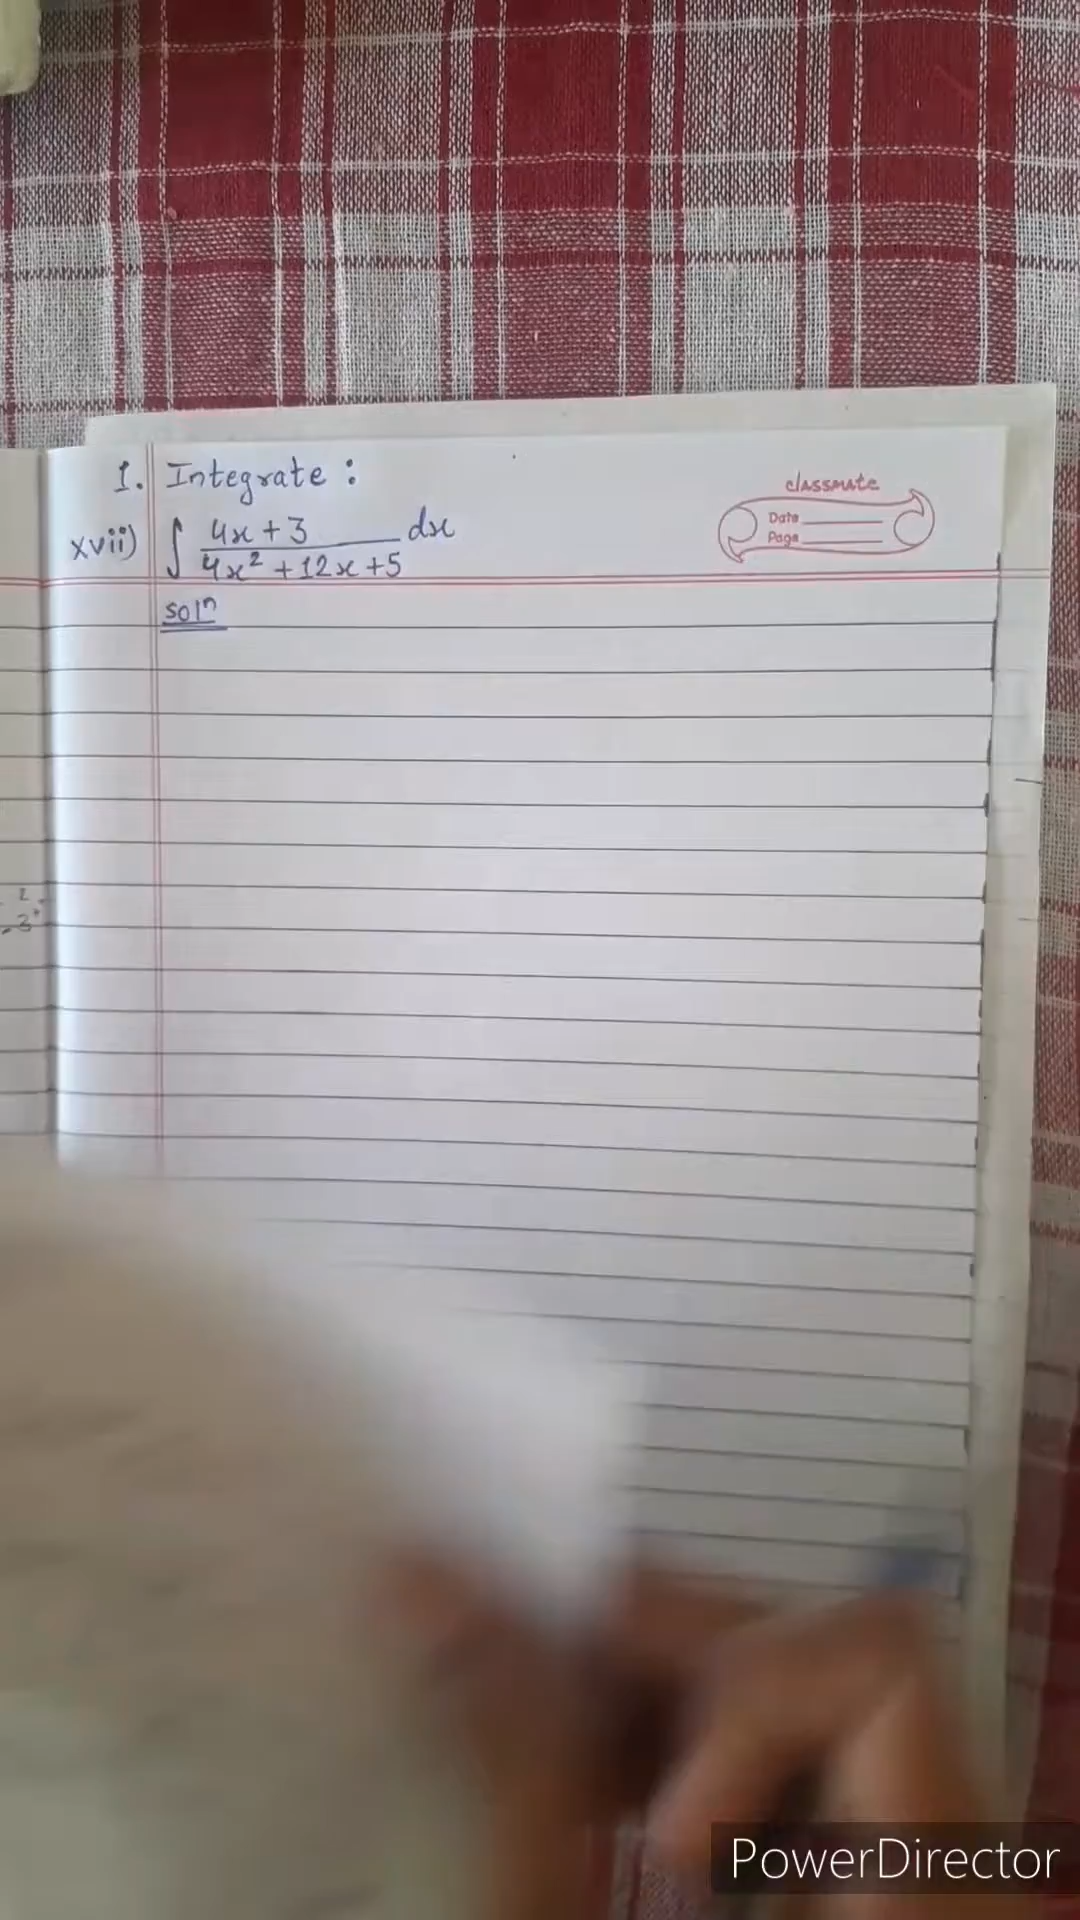 1. Integrate :
xvii) ∫ 4x + 3 / 4x² + 12x + 5 dx
solⁿ
classmate
Date
Page
PowerDirector